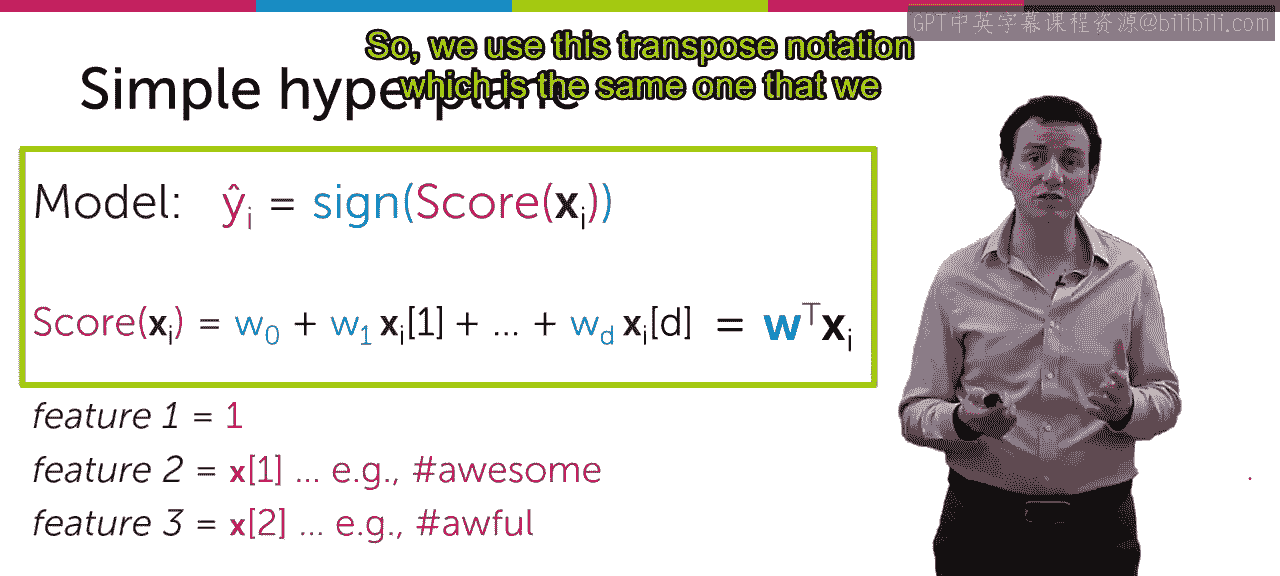 GPT中英字幕课程资源@bilibili.com
So, we use this transpose notation
which is the same one that we
Simple hyperplane
Model: ŷᵢ = sign(Score(xᵢ))
Score(xᵢ) = w₀ + w₁ xᵢ[1] + … + w_d xᵢ[d] = wᵀxᵢ
feature 1 = 1
feature 2 = x[1] … e.g., #awesome
feature 3 = x[2] … e.g., #awful